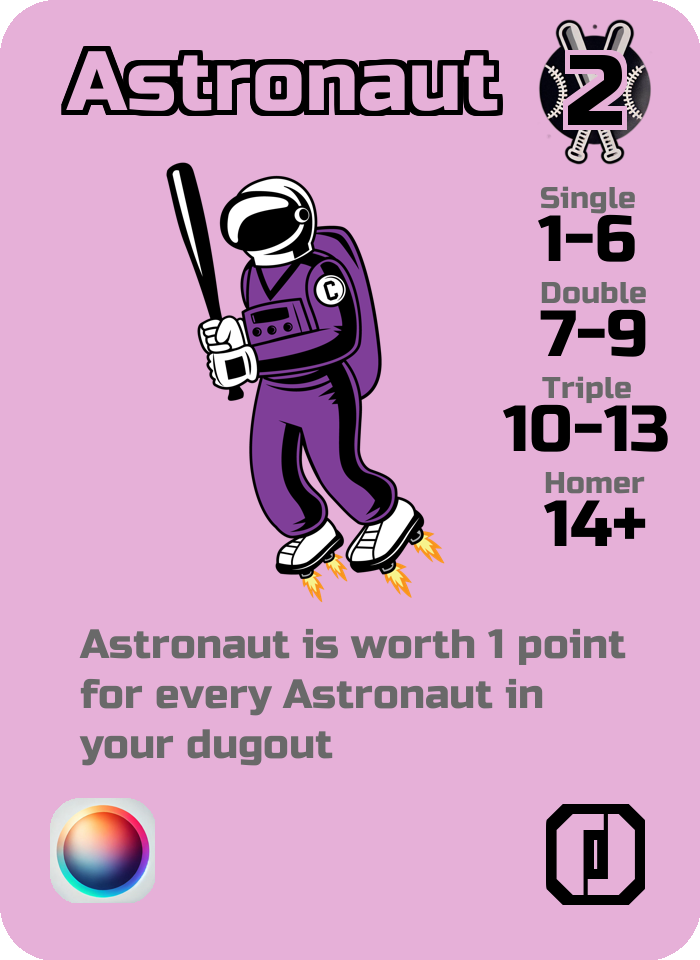 Astronaut
2
Single
1-6
Double
7-9
Triple
10-13
Homer
14+
C
Astronaut is worth 1 point
for every Astronaut in
your dugout